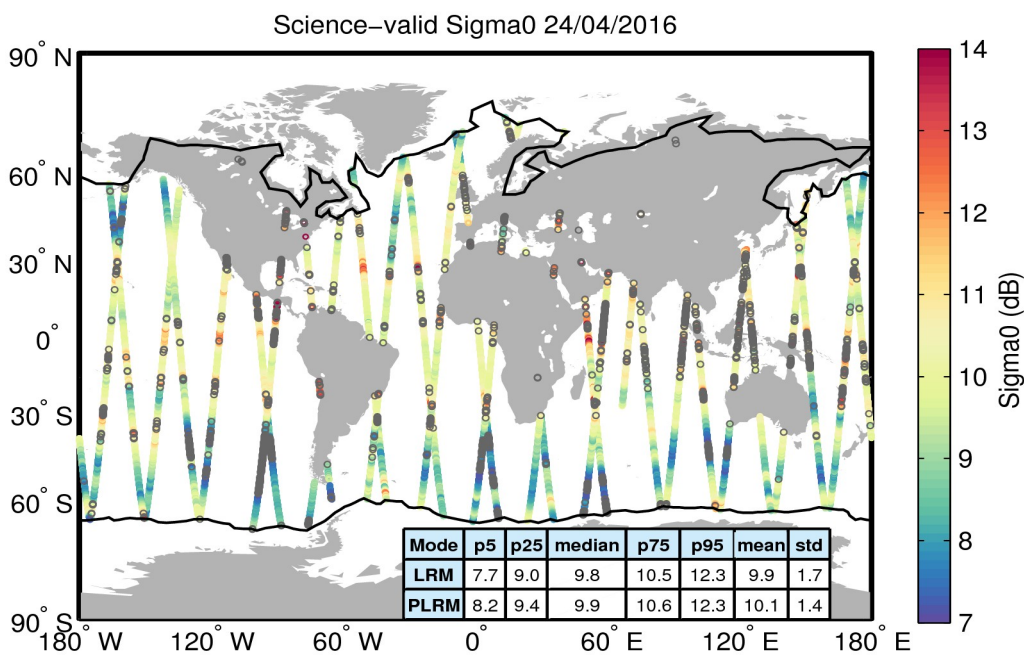 Science−valid Sigma0 24/04/2016
90° N
60° N
30° N
0°
30° S
60° S
90° S
180° W
120° W
60° W
0°
60° E
120° E
180° E
14
13
12
11
10
9
8
7
Sigma0 (dB)
Mode p5 p25 median p75 p95 mean std
LRM 7.7 9.0 9.8 10.5 12.3 9.9 1.7
PLRM 8.2 9.4 9.9 10.6 12.3 10.1 1.4